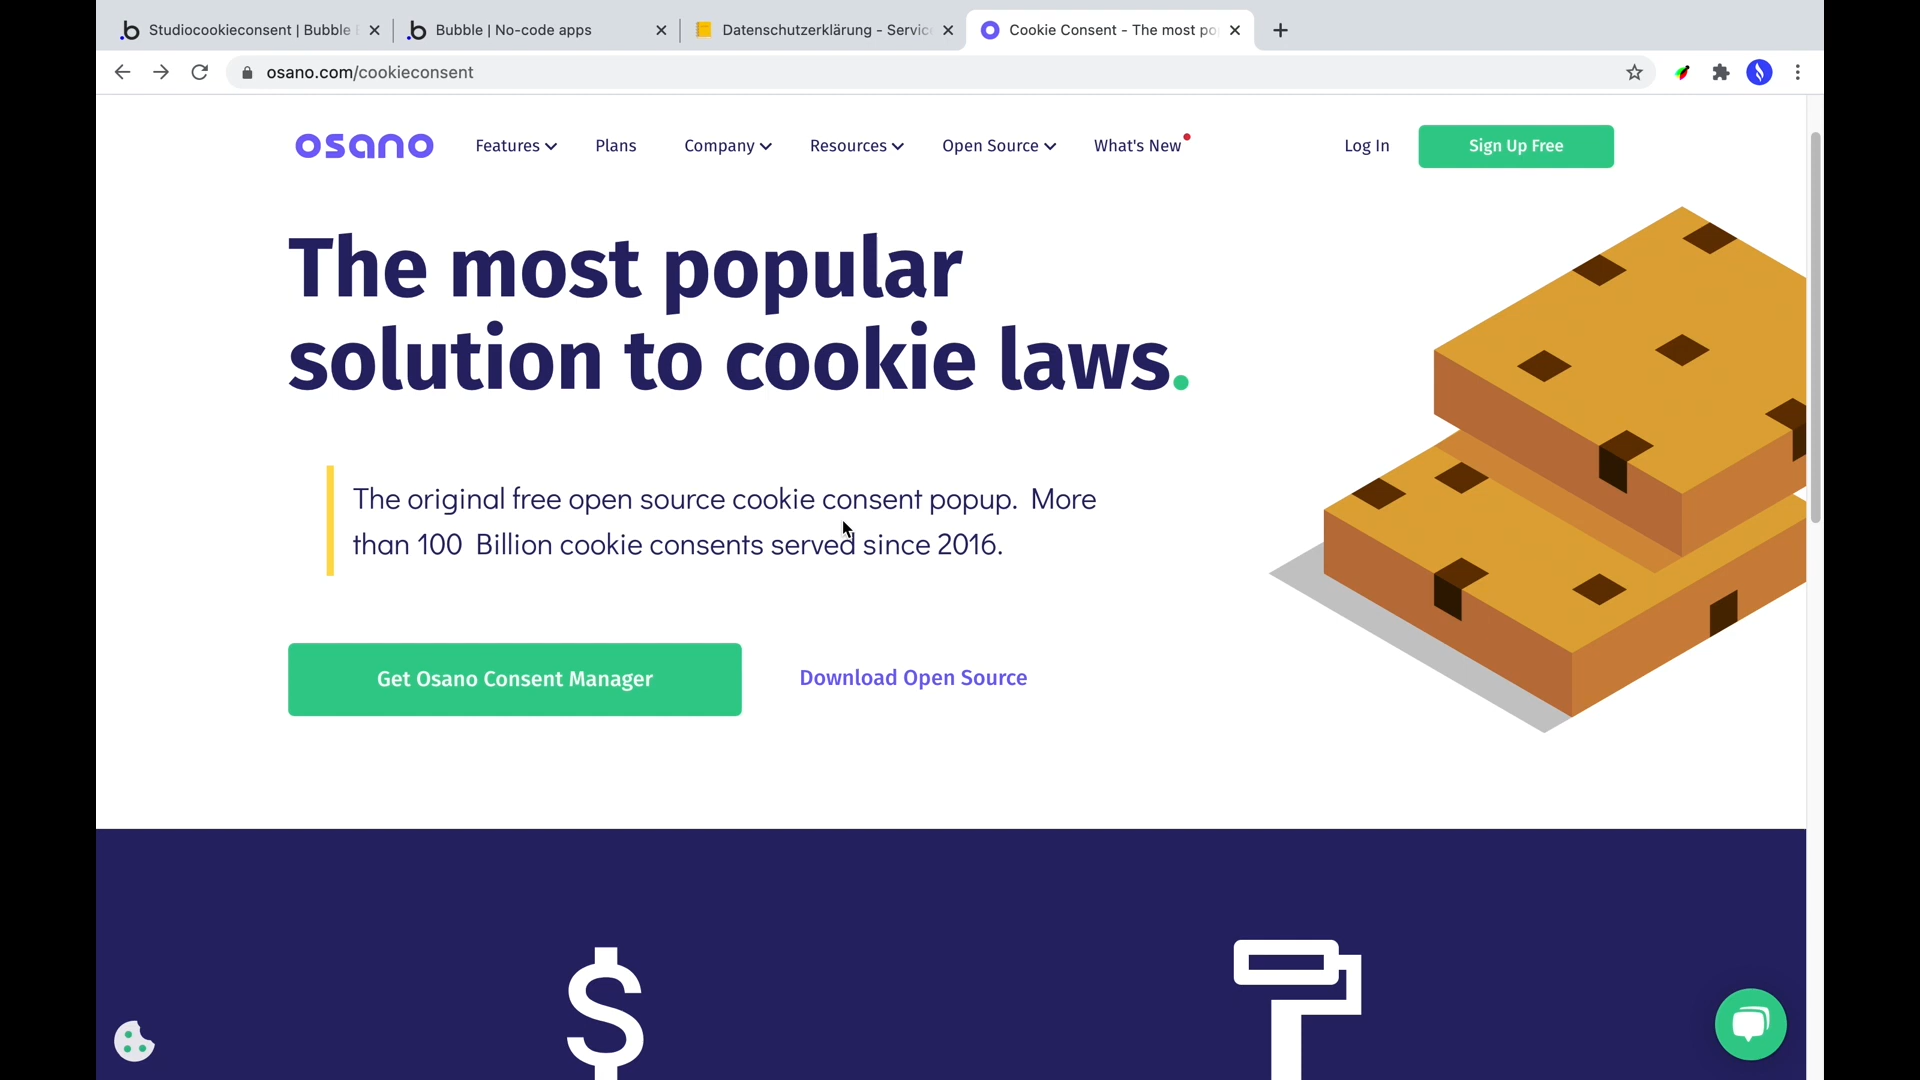 Studiocookieconsent | Bubble
Bubble | No-code apps
Datenschutzerklärung - Servic
Cookie Consent - The most po
osano.com/cookieconsent
osano
Features
Plans
Company
Resources
Open Source
What's New
Log In
Sign Up Free
The most popular
solution to cookie laws.
The original free open source cookie consent popup. More
than 100 Billion cookie consents served since 2016.
Get Osano Consent Manager
Download Open Source
$